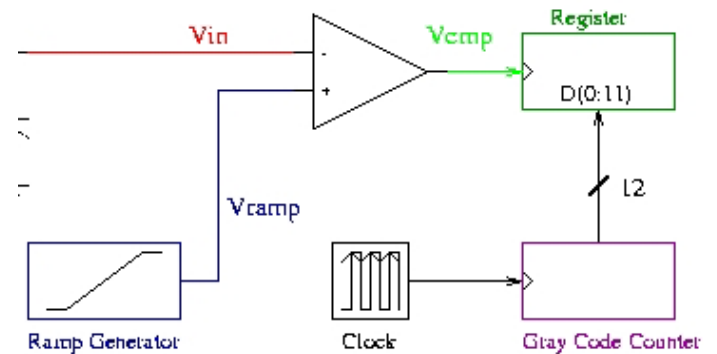 Register
Vin
Vcmp
-
+
D(0:11)
Vramp
12
Ramp Generator
Clock
Gray Code Counter